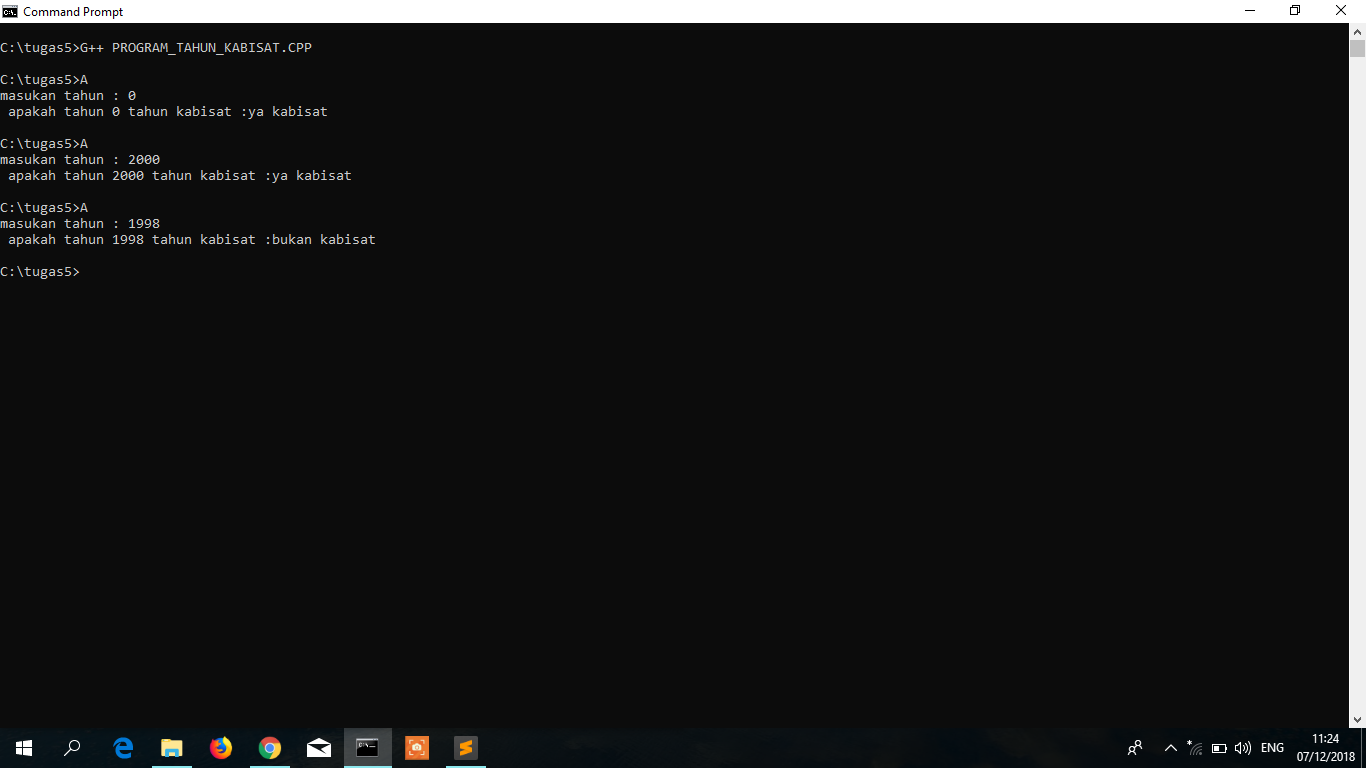 Command Prompt
C:\tugas5>G++ PROGRAM_TAHUN_KABISAT.CPP
C:\tugas5>A
masukan tahun : 0
apakah tahun 0 tahun kabisat :ya kabisat
C:\tugas5>A
masukan tahun : 2000
apakah tahun 2000 tahun kabisat :ya kabisat
C:\tugas5>A
masukan tahun : 1998
apakah tahun 1998 tahun kabisat :bukan kabisat
C:\tugas5>
ENG
11:24
07/12/2018